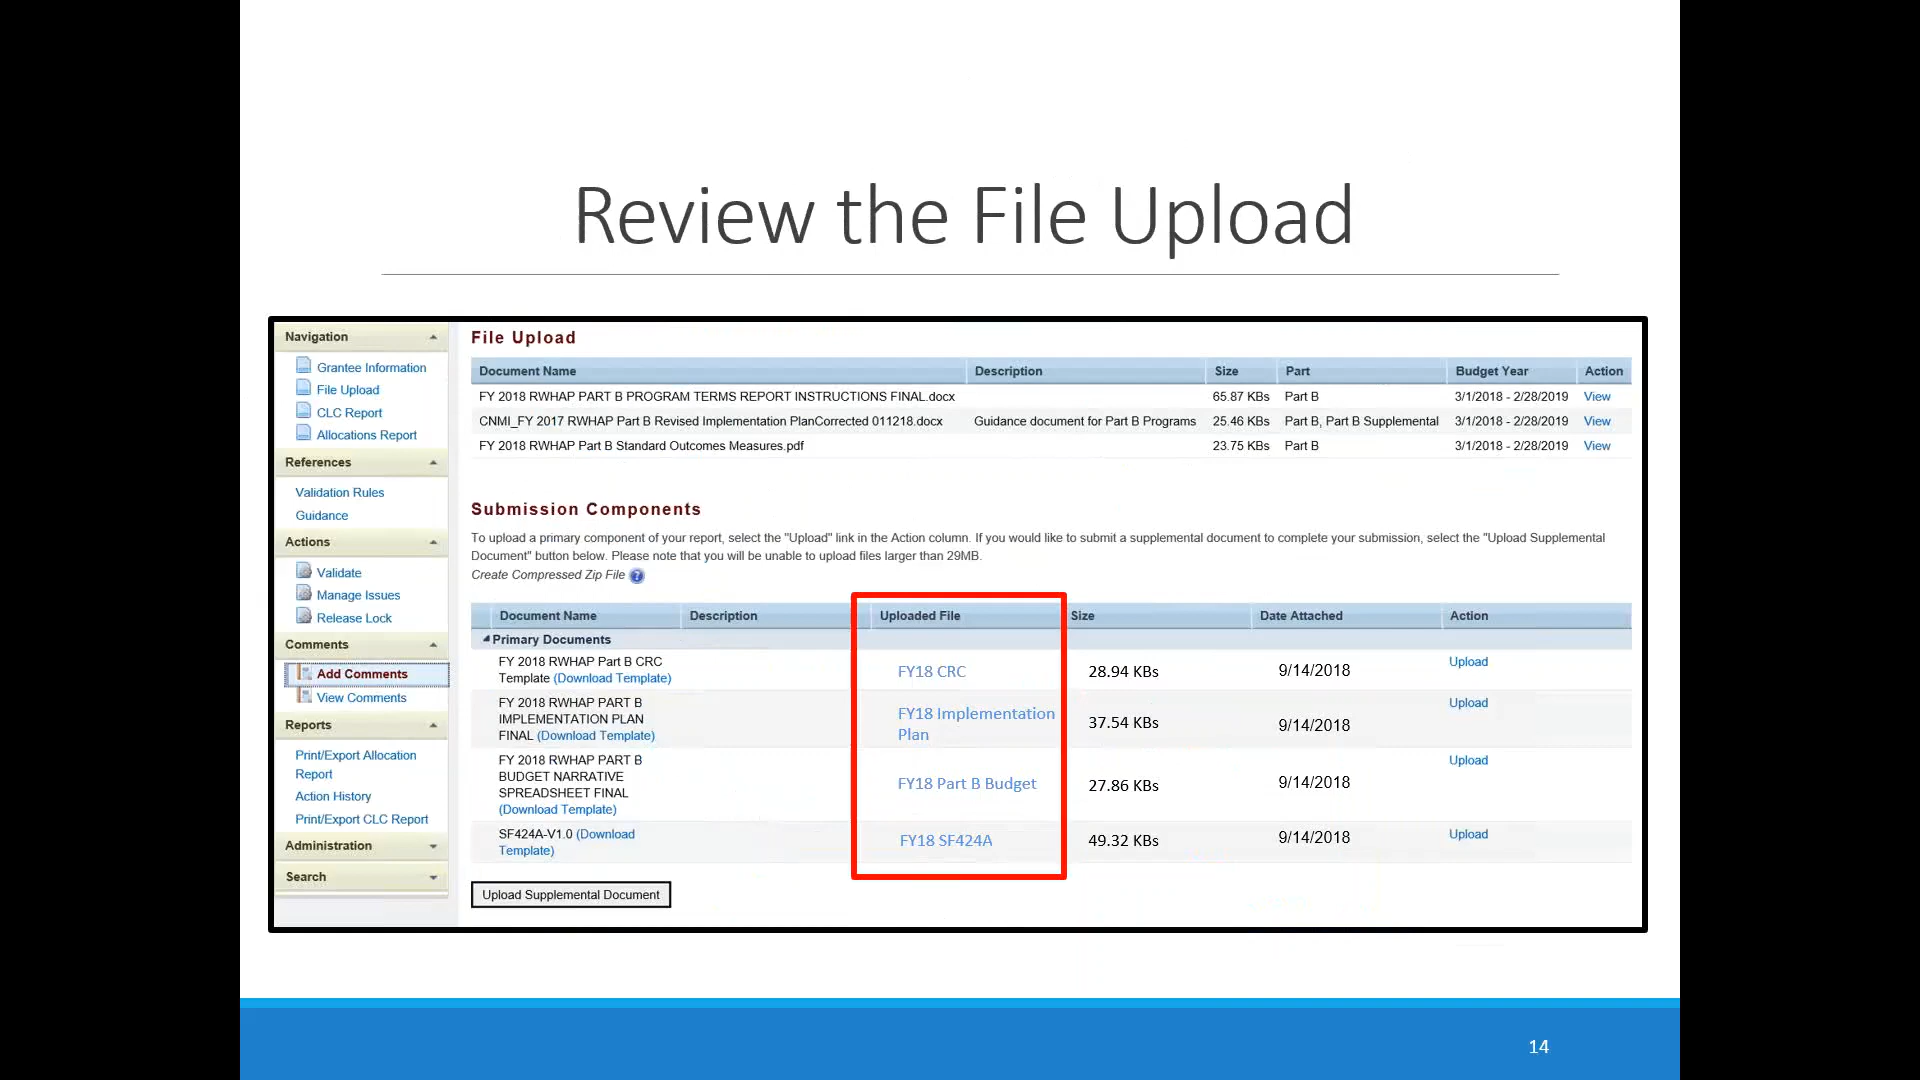 Review the File Upload
Navigation
Grantee Information
File Upload
CLC Report
Allocations Report
References
Validation Rules
Guidance
Actions
Validate
Manage Issues
Release Lock
Comments
Add Comments
View Comments
Reports
Print/Export Allocation
Report
Action History
Print/Export CLC Report
Administration
Search
File Upload
Document Name Description Size Part Budget Year Action
FY 2018 RWHAP PART B PROGRAM TERMS REPORT INSTRUCTIONS FINAL.docx 65.87 KBs Part B 3/1/2018 - 2/28/2019 View
CNMI_FY 2017 RWHAP Part B Revised Implementation PlanCorrected 011218.docx Guidance document for Part B Programs 25.46 KBs Part B, Part B Supplemental 3/1/2018 - 2/28/2019 View
FY 2018 RWHAP Part B Standard Outcomes Measures.pdf 23.75 KBs Part B 3/1/2018 - 2/28/2019 View
Submission Components
To upload a primary component of your report, select the "Upload" link in the Action column. If you would like to submit a supplemental document to complete your submission, select the "Upload Supplemental
Document" button below. Please note that you will be unable to upload files larger than 29MB.
Create Compressed Zip File ?
Document Name Description Uploaded File Size Date Attached Action
Primary Documents
FY 2018 RWHAP Part B CRC
Template (Download Template)
FY18 CRC 28.94 KBs 9/14/2018 Upload
FY 2018 RWHAP PART B
IMPLEMENTATION PLAN
FINAL (Download Template)
FY18 Implementation
Plan
37.54 KBs 9/14/2018 Upload
FY 2018 RWHAP PART B
BUDGET NARRATIVE
SPREADSHEET FINAL
(Download Template)
FY18 Part B Budget 27.86 KBs 9/14/2018 Upload
SF424A-V1.0 (Download
Template)
FY18 SF424A 49.32 KBs 9/14/2018 Upload
Upload Supplemental Document
14